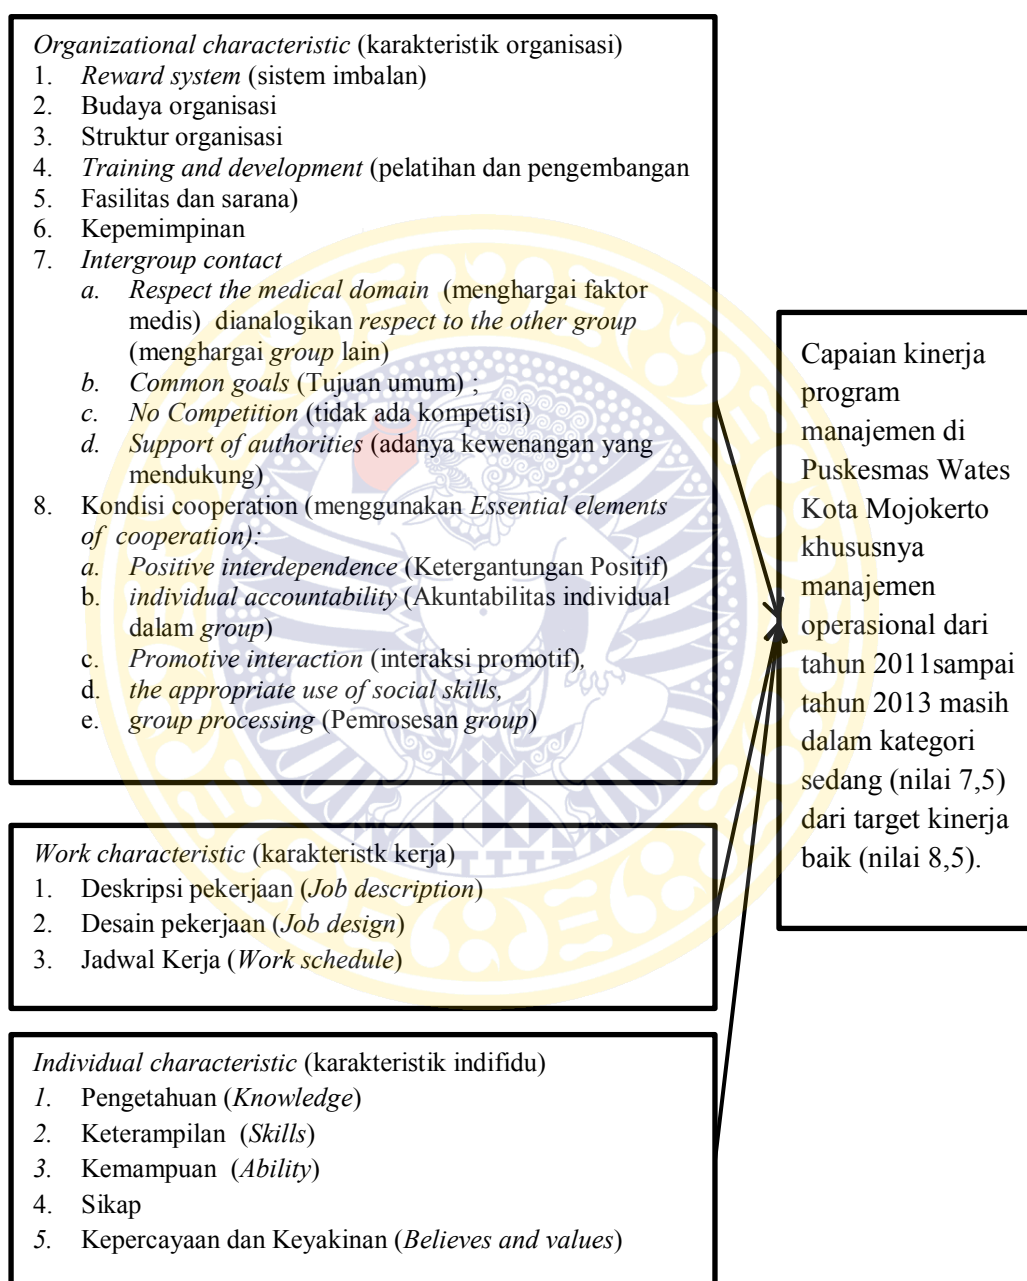 Organizational characteristic (karakteristik organisasi)
1. Reward system (sistem imbalan)
2. Budaya organisasi
3. Struktur organisasi
4. Training and development (pelatihan dan pengembangan
5. Fasilitas dan sarana)
6. Kepemimpinan
7. Intergroup contact
a. Respect the medical domain (menghargai faktor
medis) dianalogikan respect to the other group
(menghargai group lain)
b. Common goals (Tujuan umum) ;
c. No Competition (tidak ada kompetisi)
d. Support of authorities (adanya kewenangan yang
mendukung)
8. Kondisi cooperation (menggunakan Essential elements
of cooperation):
a. Positive interdependence (Ketergantungan Positif)
b. individual accountability (Akuntabilitas individual
dalam group)
c. Promotive interaction (interaksi promotif),
d. the appropriate use of social skills,
e. group processing (Pemrosesan group)
Work characteristic (karakteristk kerja)
1. Deskripsi pekerjaan (Job description)
2. Desain pekerjaan (Job design)
3. Jadwal Kerja (Work schedule)
Individual characteristic (karakteristik indifidu)
1. Pengetahuan (Knowledge)
2. Keterampilan (Skills)
3. Kemampuan (Ability)
4. Sikap
5. Kepercayaan dan Keyakinan (Believes and values)
Capaian kinerja
program
manajemen di
Puskesmas Wates
Kota Mojokerto
khususnya
manajemen
operasional dari
tahun 2011sampai
tahun 2013 masih
dalam kategori
sedang (nilai 7,5)
dari target kinerja
baik (nilai 8,5).